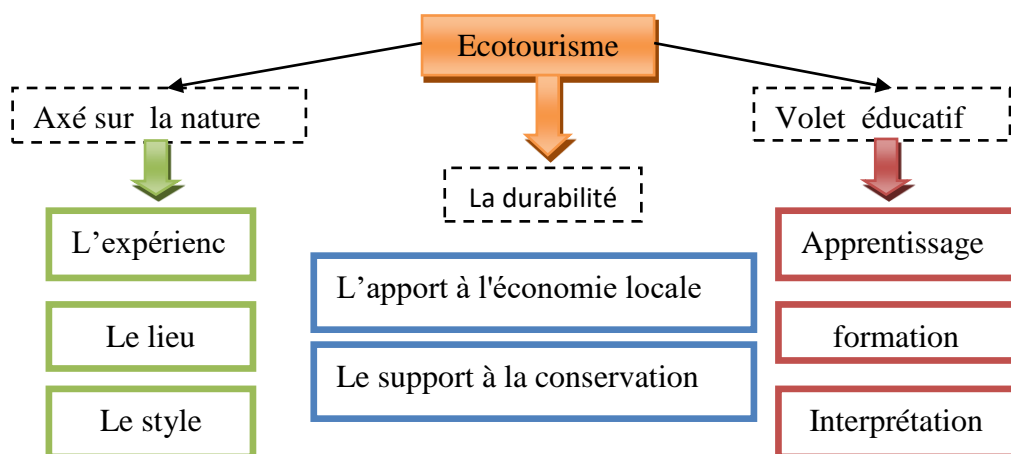 Ecotourisme
Axé sur la nature
Volet éducatif
La durabilité
L'expérienc
Le lieu
Le style
L'apport à l'économie locale
Le support à la conservation
Apprentissage
formation
Interprétation